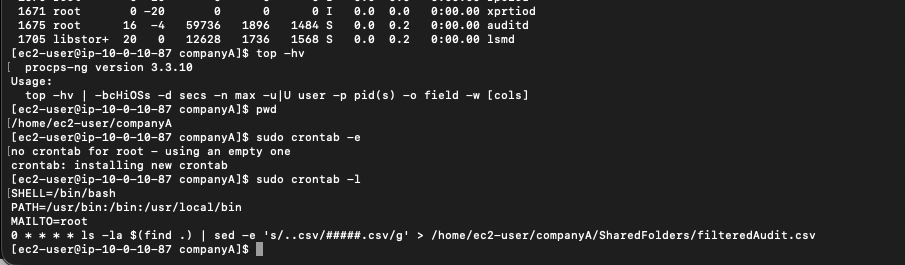 1671 root 0 -20 0 0 0 I 0.0 0.0 0:00.00 xprtiod
1675 root 16 -4 59736 1896 1484 S 0.0 0.2 0:00.00 auditd
1705 libstor+ 20 0 12628 1736 1568 S 0.0 0.2 0:00.00 lsmd
[ec2-user@ip-10-0-10-87 companyA]$ top -hv
[ procps-ng version 3.3.10
Usage:
top -hv | -bcHiOSs -d secs -n max -u|U user -p pid(s) -o field -w [cols]
[ec2-user@ip-10-0-10-87 companyA]$ pwd
[/home/ec2-user/companyA
[ec2-user@ip-10-0-10-87 companyA]$ sudo crontab -e
[no crontab for root - using an empty one
crontab: installing new crontab
[ec2-user@ip-10-0-10-87 companyA]$ sudo crontab -l
[SHELL=/bin/bash
PATH=/usr/bin:/bin:/usr/local/bin
MAILTO=root
0 * * * * ls -la $(find .) | sed -e 's/..csv/#####.csv/g' > /home/ec2-user/companyA/SharedFolders/filteredAudit.csv
[ec2-user@ip-10-0-10-87 companyA]$